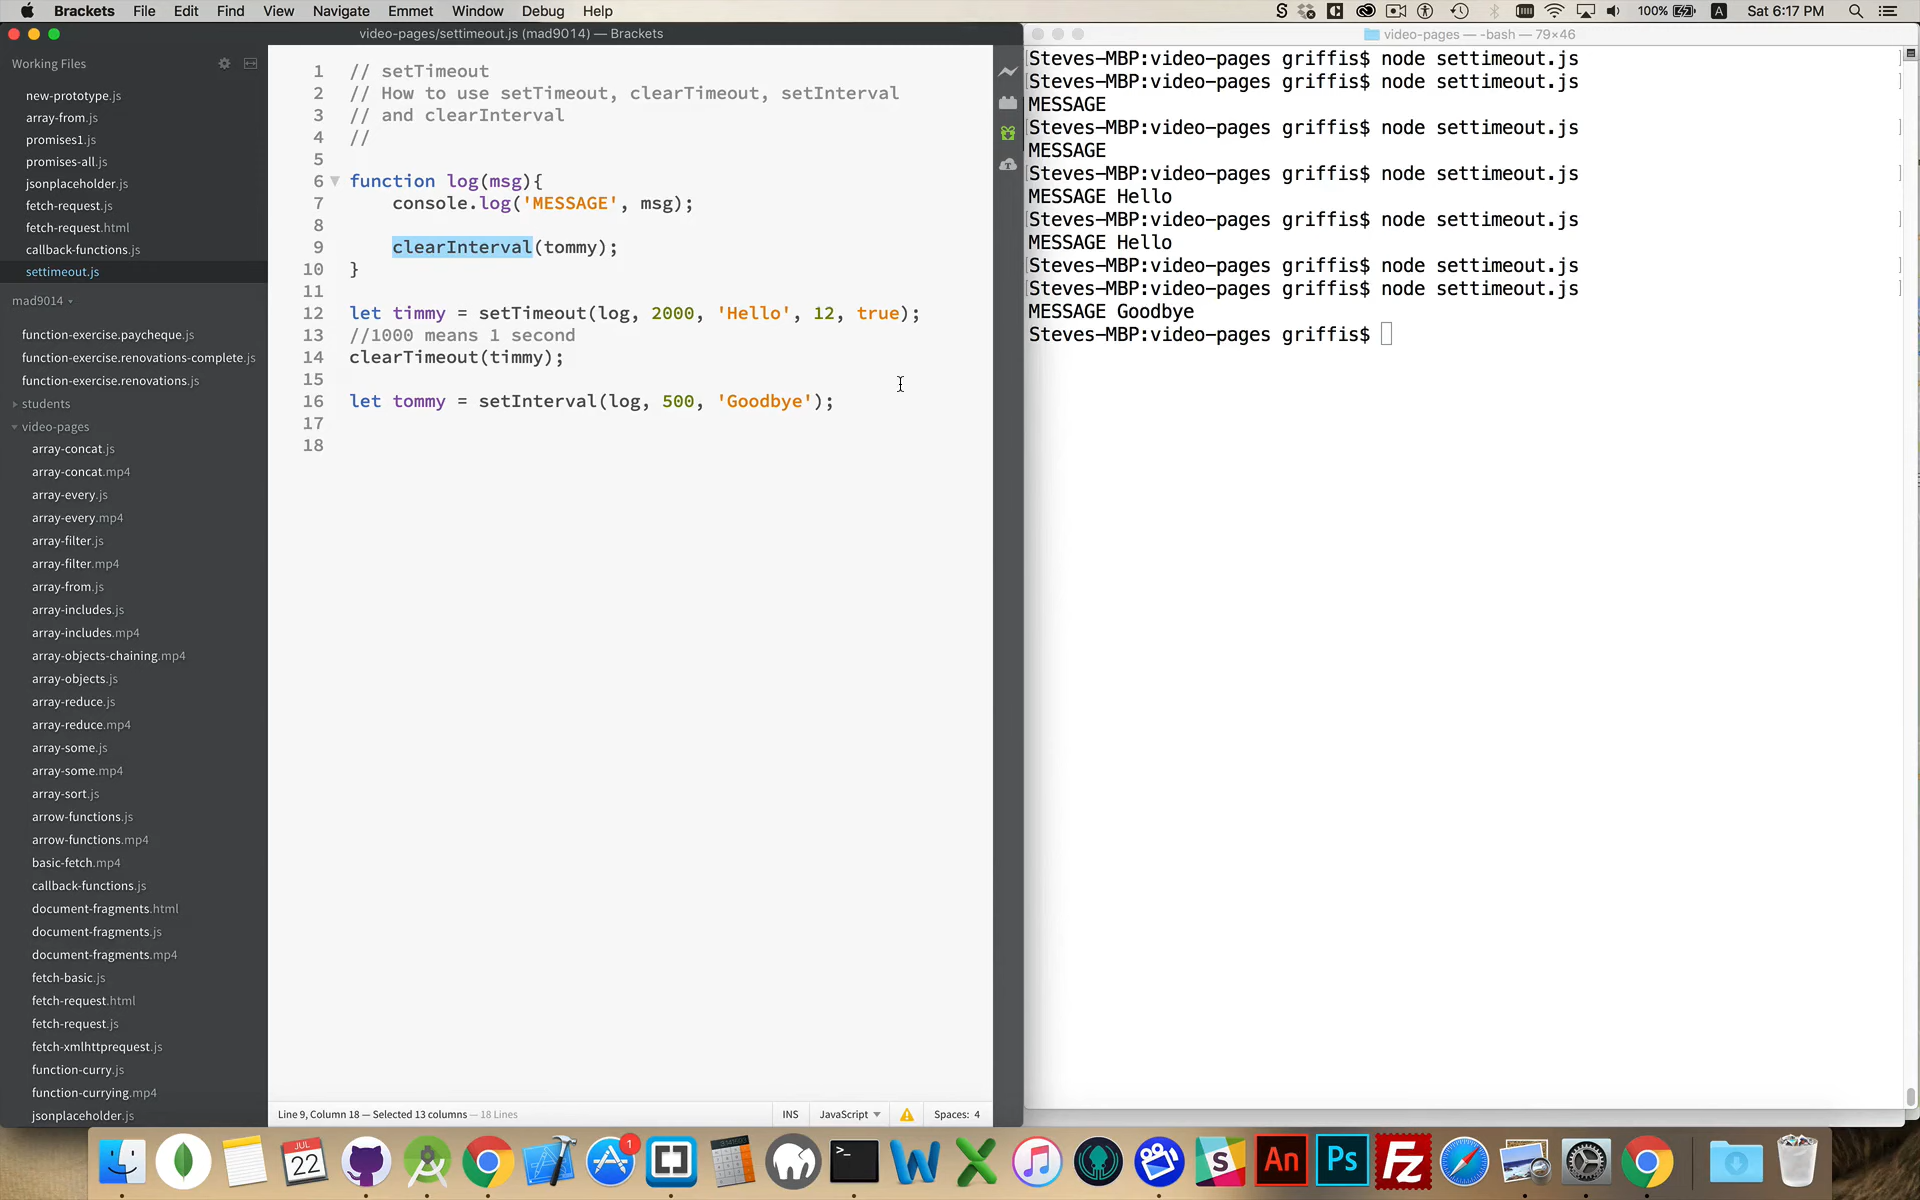 Brackets File Edit Find View Navigate Emmet Window Debug Help
100% A Sat 6:17 PM
video-pages/settimeout.js (mad9014) — Brackets
Working Files
new-prototype.js
array-from.js
promises1.js
promises-all.js
jsonplaceholder.js
fetch-request.js
fetch-request.html
callback-functions.js
settimeout.js
mad9014
function-exercise.paycheque.js
function-exercise.renovations-complete.js
function-exercise.renovations.js
students
video-pages
array-concat.js
array-concat.mp4
array-every.js
array-every.mp4
array-filter.js
array-filter.mp4
array-from.js
array-includes.js
array-includes.mp4
array-objects-chaining.mp4
array-objects.js
array-reduce.js
array-reduce.mp4
array-some.js
array-some.mp4
array-sort.js
arrow-functions.js
arrow-functions.mp4
basic-fetch.mp4
callback-functions.js
document-fragments.html
document-fragments.js
document-fragments.mp4
fetch-basic.js
fetch-request.html
fetch-request.js
fetch-xmlhttprequest.js
function-curry.js
function-currying.mp4
jsonplaceholder.js
1 // setTimeout
2 // How to use setTimeout, clearTimeout, setInterval
3 // and clearInterval
4 //
5
6 function log(msg){
7 console.log('MESSAGE', msg);
8
9 clearInterval(tommy);
10 }
11
12 let timmy = setTimeout(log, 2000, 'Hello', 12, true);
13 //1000 means 1 second
14 clearTimeout(timmy);
15
16 let tommy = setInterval(log, 500, 'Goodbye');
17
18
Line 9, Column 18 — Selected 13 columns — 18 Lines
INS JavaScript Spaces: 4
video-pages — -bash — 79×46
[Steves-MBP:video-pages griffis$ node settimeout.js ]
[Steves-MBP:video-pages griffis$ node settimeout.js ]
MESSAGE
[Steves-MBP:video-pages griffis$ node settimeout.js ]
MESSAGE
[Steves-MBP:video-pages griffis$ node settimeout.js ]
MESSAGE Hello
[Steves-MBP:video-pages griffis$ node settimeout.js ]
MESSAGE Hello
[Steves-MBP:video-pages griffis$ node settimeout.js ]
[Steves-MBP:video-pages griffis$ node settimeout.js ]
MESSAGE Goodbye
Steves-MBP:video-pages griffis$
JUL
22
1
>_
W
X
S
An
Ps
Fz